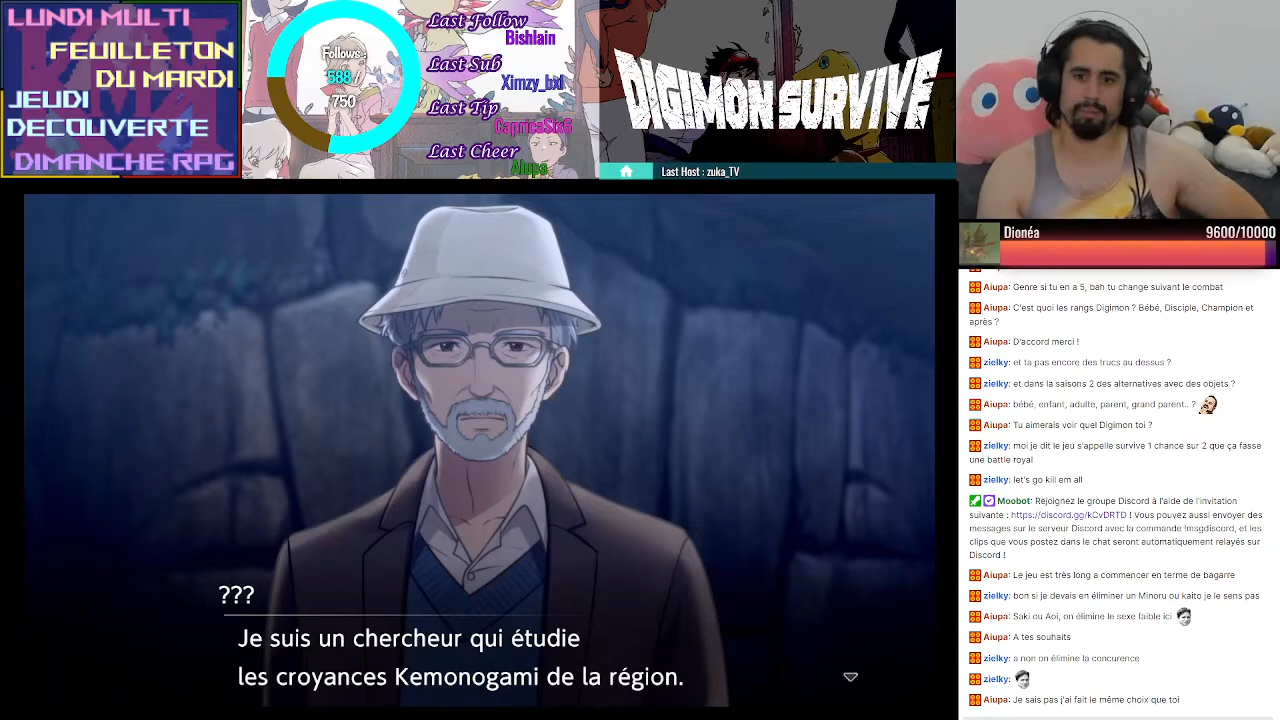 LUNDI MULTI
FEUILLETON
DU MARDI
JEUDI
DECOUVERTE
DIMANCHE RPG
Follows :
588 /
750
Last Follow
Bishlain
Last Sub
Ximzy_bxl
Last Tip
CapricaSix6
Last Cheer
Aiupa
DIGIMON SURVIVE
Last Host : zuka_TV
Dionéa 9600/10000
???
Je suis un chercheur qui étudie
les croyances Kemonogami de la région.
Aiupa: Genre si tu en a 5, bah tu change suivant le combat
Aiupa: C'est quoi les rangs Digimon ? Bébé, Disciple, Champion et
après ?
Aiupa: D'accord merci !
zielky: et ta pas encore des trucs au dessus ?
zielky: et dans la saisons 2 des alternatives avec des objets ?
Aiupa: bébé, enfant, adulte, parent, grand parent.. ?
Aiupa: Tu aimerais voir quel Digimon toi ?
zielky: moi je dit le jeu s'appelle survive 1 chance sur 2 que ça fasse
une battle royal
zielky: let's go kill em all
Moobot: Rejoignez le groupe Discord à l'aide de l'invitation
suivante : https://discord.gg/kCvDRTD ! Vous pouvez aussi envoyer des
messages sur le serveur Discord avec la commande !msgdiscord, et les
clips que vous postez dans le chat seront automatiquement relayés sur
Discord !
Aiupa: Le jeu est très long a commencer en terme de bagarre
zielky: bon si je devais en éliminer un Minoru ou kaito je le sens pas
Aiupa: Saki ou Aoi, on élimine le sexe faible ici
Aiupa: A tes souhaits
zielky: a non on élimine la concurence
zielky:
Aiupa: Je sais pas j'ai fait le même choix que toi